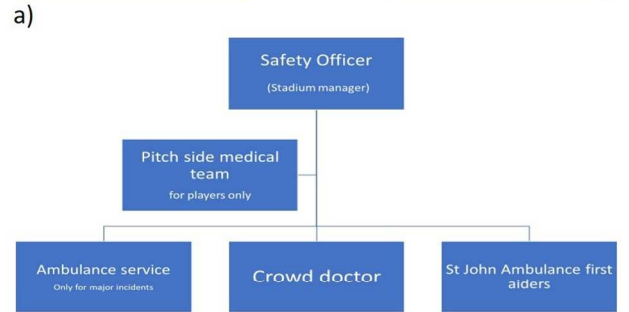 a)
Safety Officer
(Stadium manager)
Pitch side medical
team
for players only
Ambulance service
Only for major incidents
Crowd doctor
St John Ambulance first
aiders